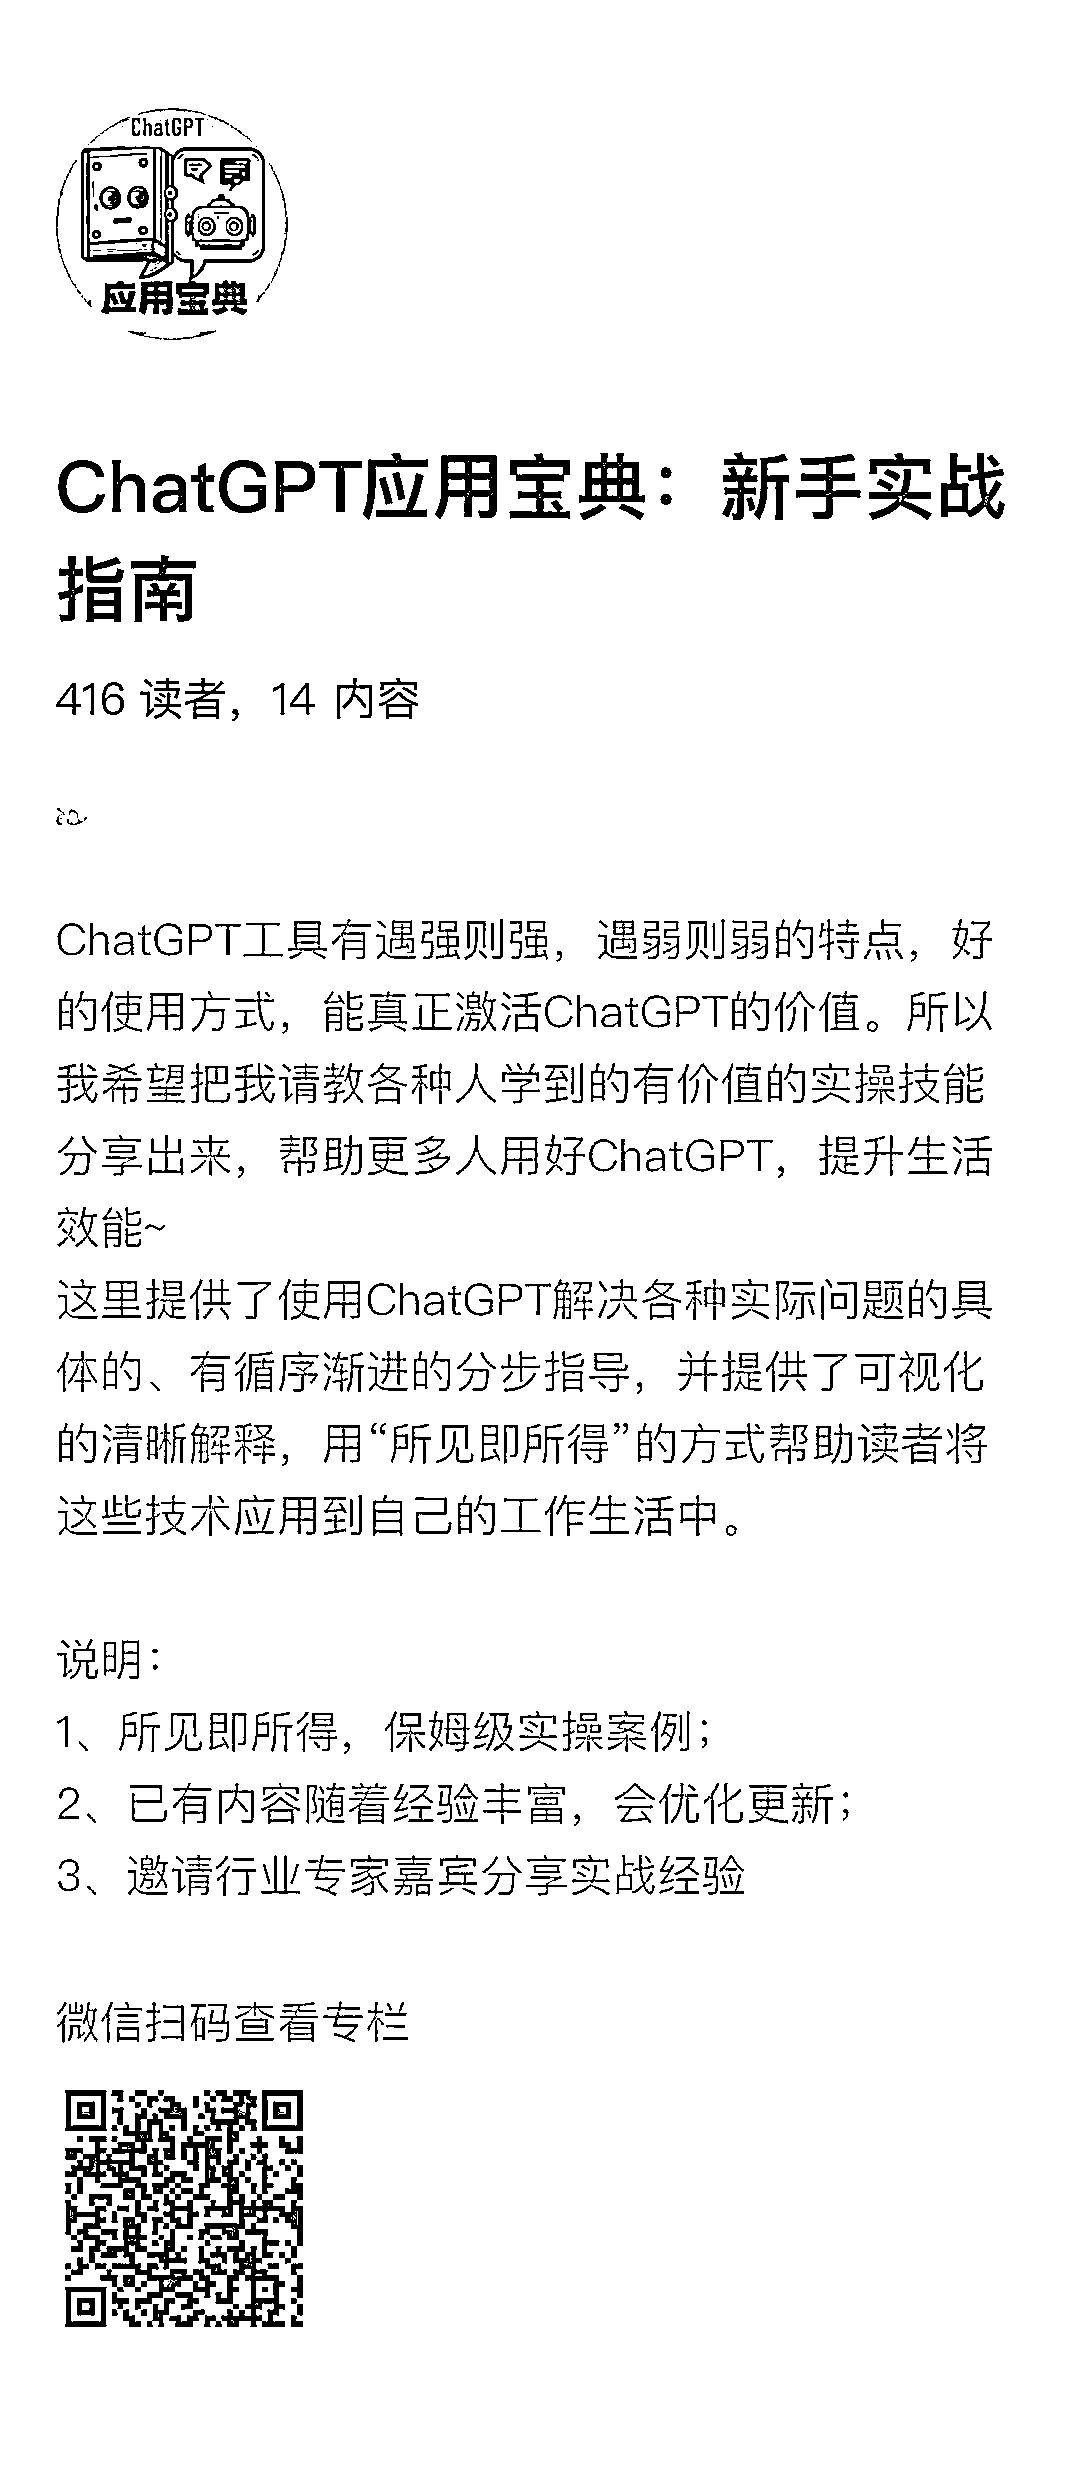 ChatGPT
应用宝典
ChatGPT应用宝典：新手实战
指南
416 读者，14 内容
ChatGPT工具有遇强则强，遇弱则弱的特点，好
的使用方式，能真正激活ChatGPT的价值。所以
我希望把我请教各种人学到的有价值的实操技能
分享出来，帮助更多人用好ChatGPT，提升生活
效能~
这里提供了使用ChatGPT解决各种实际问题的具
体的、有循序渐进的分步指导，并提供了可视化
的清晰解释，用“所见即所得”的方式帮助读者将
这些技术应用到自己的工作生活中。
说明：
1、所见即所得，保姆级实操案例；
2、已有内容随着经验丰富，会优化更新；
3、邀请行业专家嘉宾分享实战经验
微信扫码查看专栏